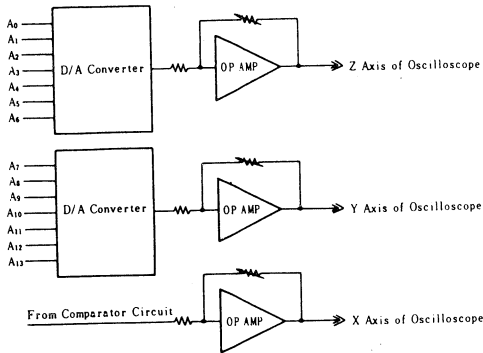 A0
A1
A2
A3
A4
A5
A6
D/A Converter
OP AMP
Z Axis of Oscilloscope
A7
A8
A9
A10
A11
A12
A13
D/A Converter
OP AMP
Y Axis of Oscilloscope
From Comparator Circuit
OP AMP
X Axis of Oscilloscope